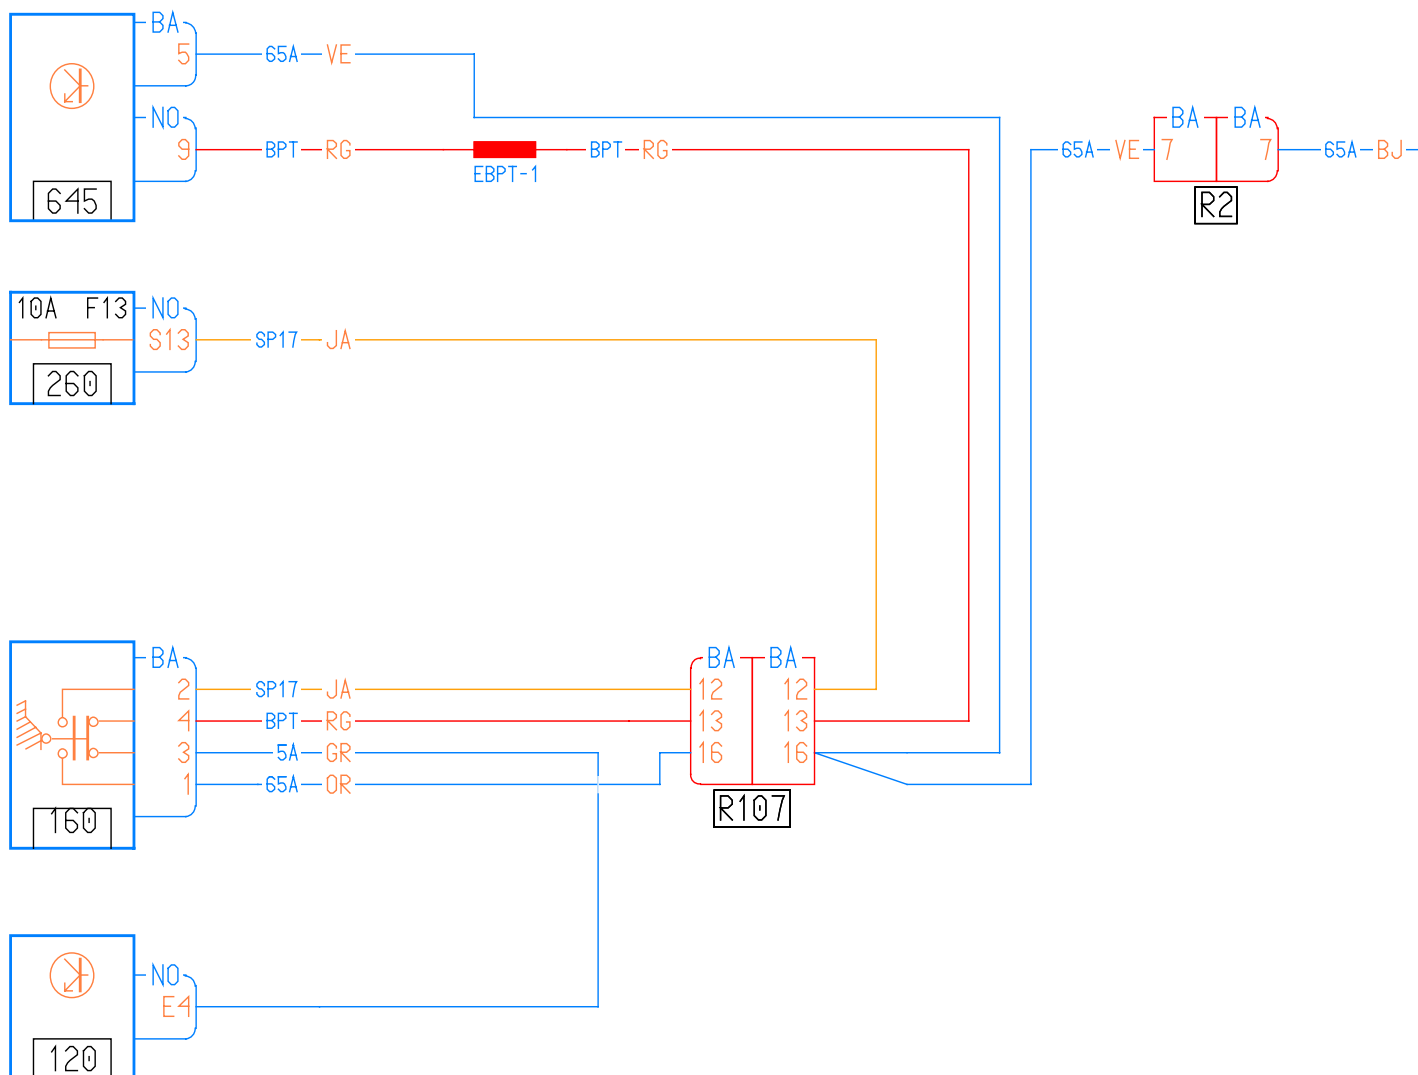 BA
5 65A VE
NO BA BA
9 BPT RG BPT RG 65A VE 7 7 65A BJ
EBPT-1
645 R2
10A F13 NO
S13 SP17 JA
260
BA BA BA
2 SP17 JA 12 12
4 BPT RG 13 13
3 5A GR 16 16
1 65A OR
160 R107
NO
E4
120